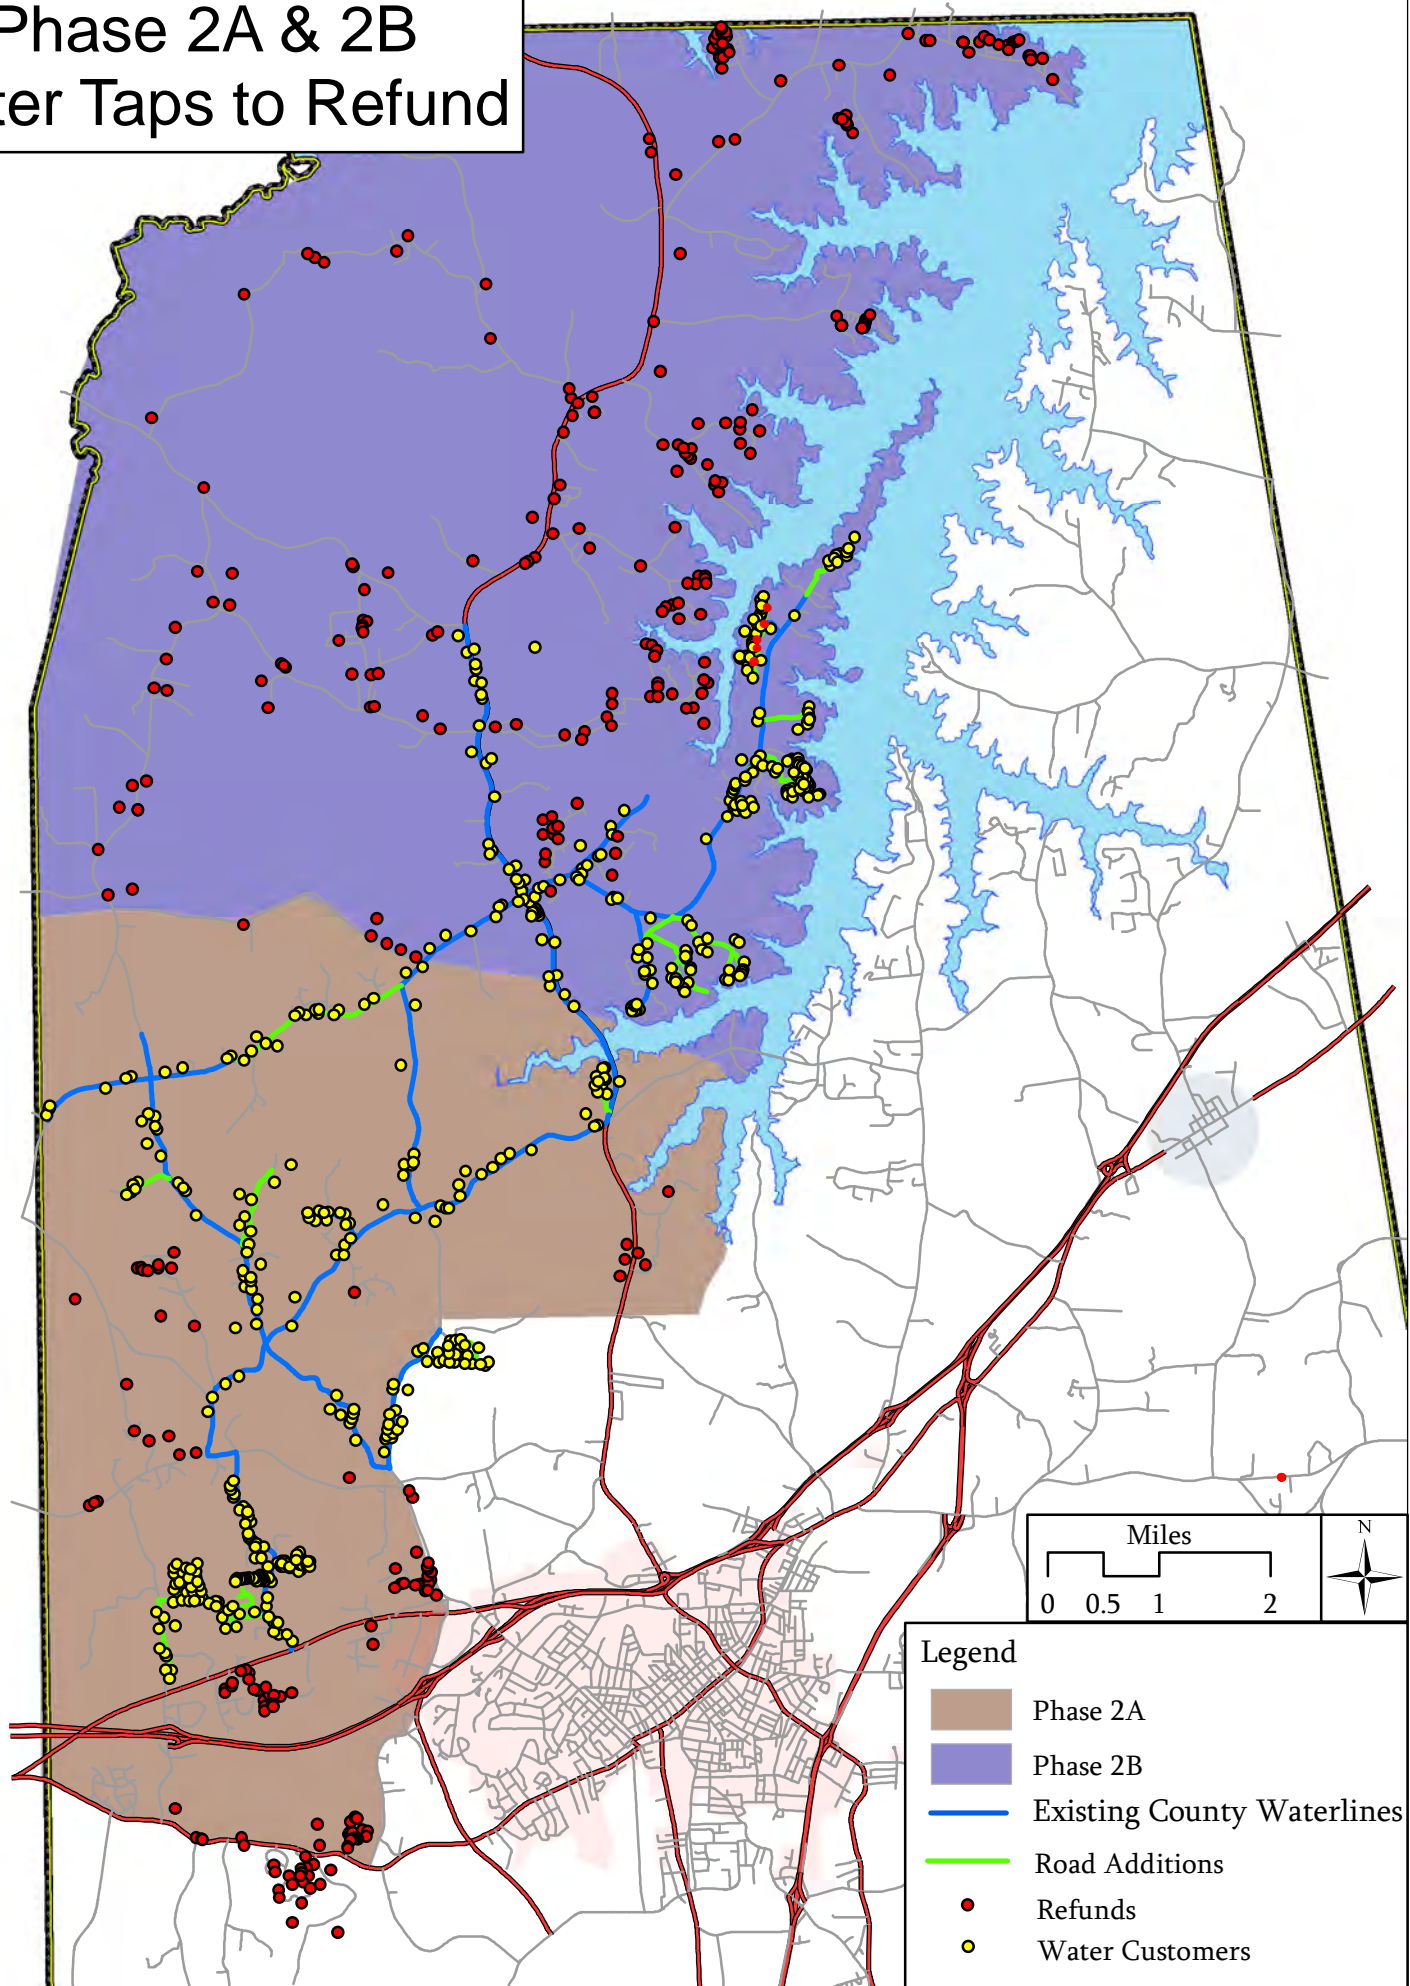 Phase 2A & 2B
ter Taps to Refund
Miles
0 0.5 1 2
N
Legend
Phase 2A
Phase 2B
Existing County Waterlines
Road Additions
Refunds
Water Customers